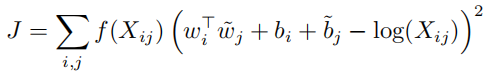 J = \sum_{i,j} f(X_{ij}) \left( w_i^\top \tilde{w}_j + b_i + \tilde{b}_j - \log(X_{ij}) \right)^2